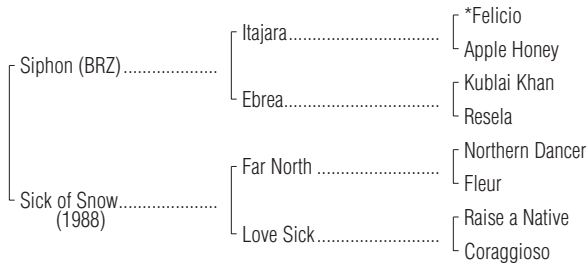 *Felicio
Itajara
Apple Honey
Siphon (BRZ)
Kublai Khan
Ebrea
Resela
Northern Dancer
Far North
Fleur
Sick of Snow
(1988)
Raise a Native
Love Sick
Coraggioso